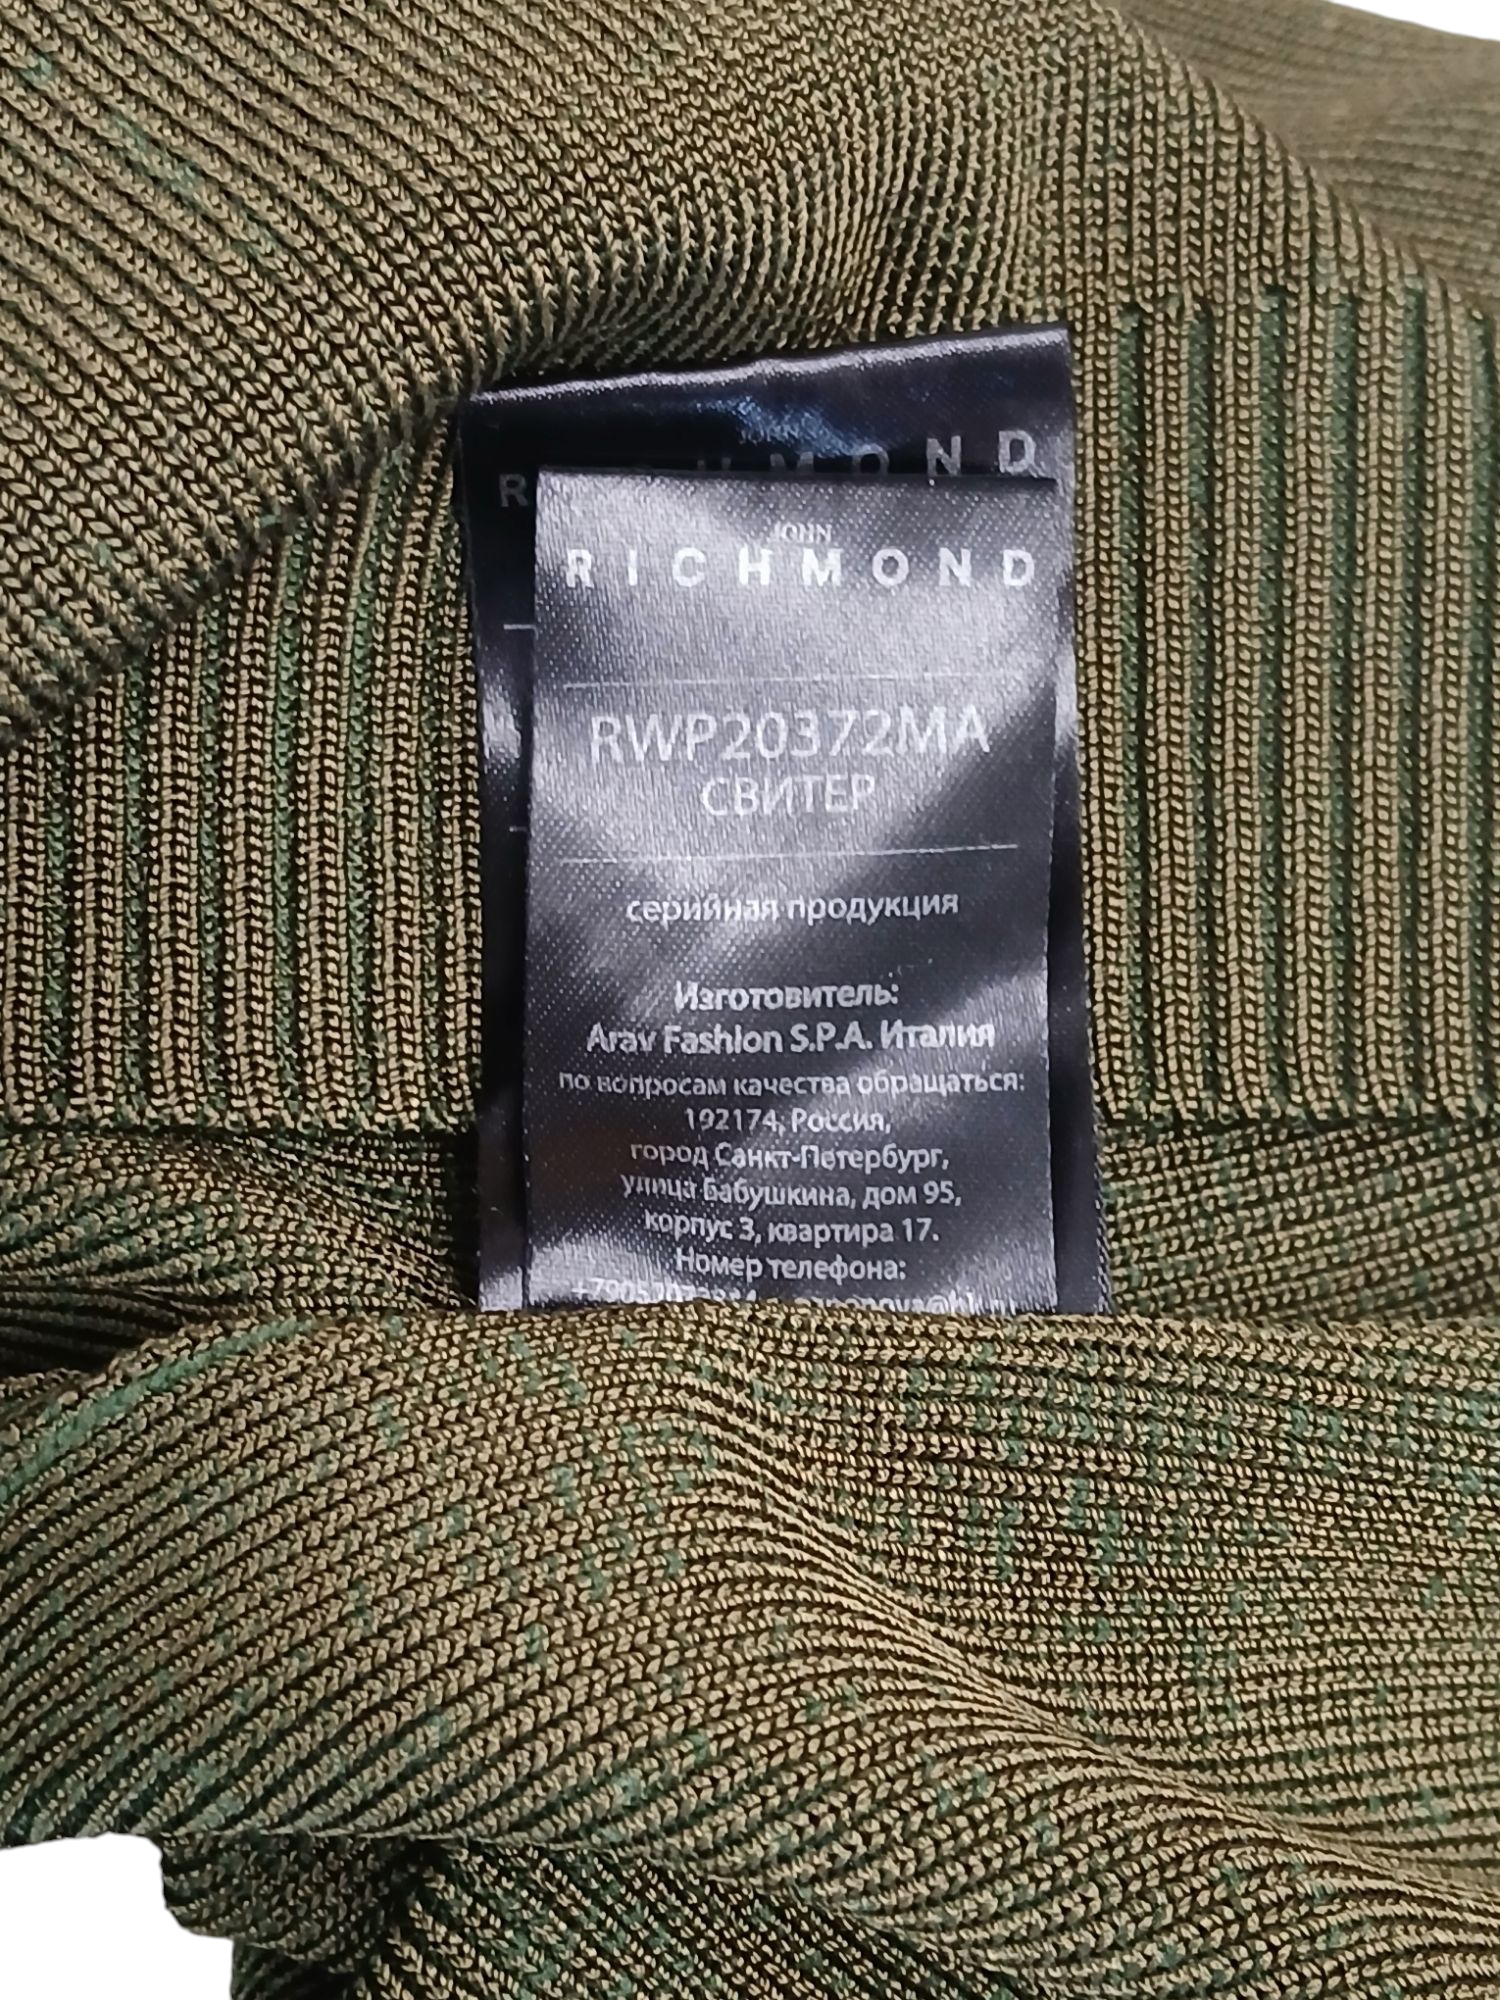 JOHN
RICHMOND
JOHN
RICHMOND
RWP20372MA
СВИТЕР
серийная продукция
Изготовитель:
Arav Fashion S.P.A. Италия
по вопросам качества обращаться:
192174, Россия,
город Санкт-Петербург,
улица Бабушкина, дом 95,
корпус 3, квартира 17.
Номер телефона: